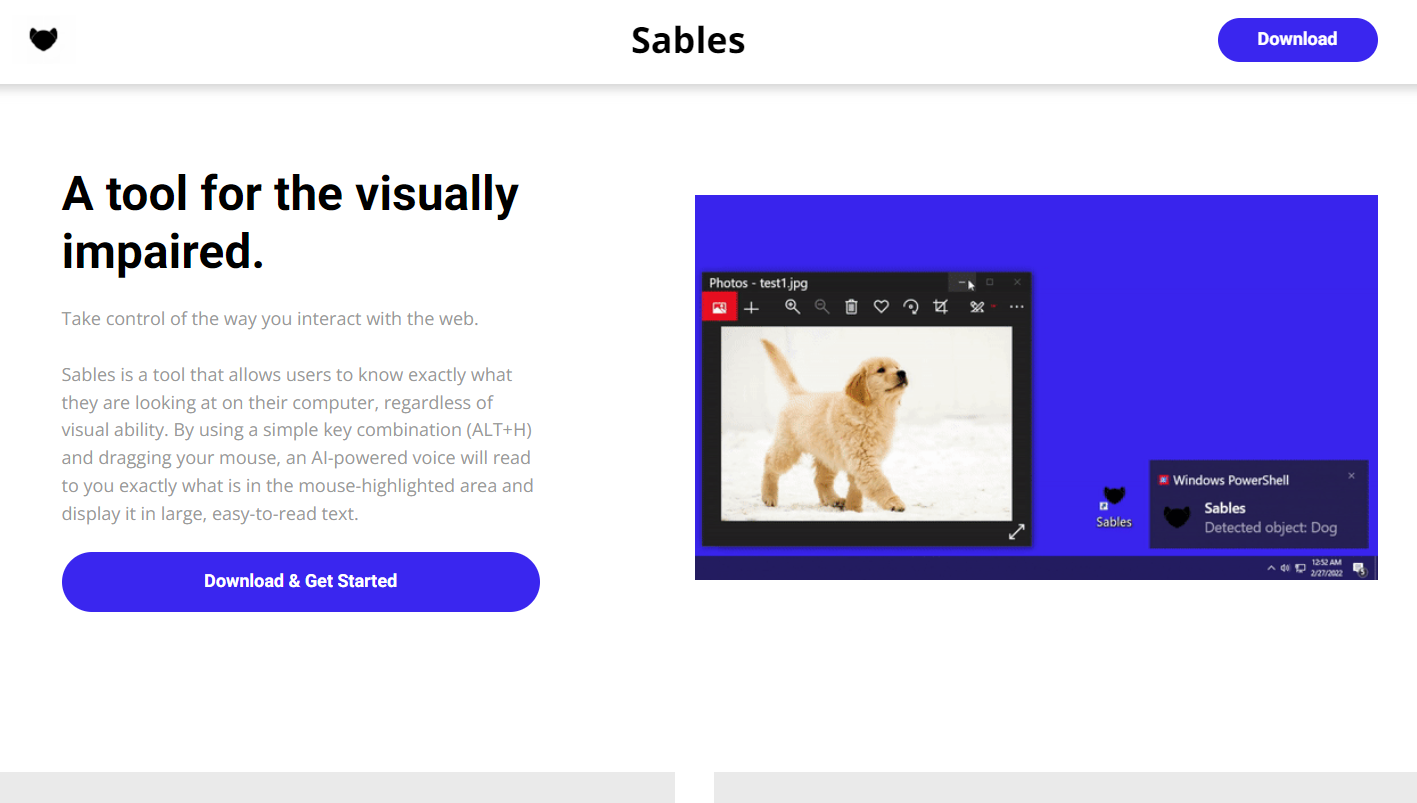 Sables
Download
A tool for the visually
impaired.
Take control of the way you interact with the web.
Sables is a tool that allows users to know exactly what
they are looking at on their computer, regardless of
visual ability. By using a simple key combination (ALT+H)
and dragging your mouse, an AI-powered voice will read
to you exactly what is in the mouse-highlighted area and
display it in large, easy-to-read text.
Download & Get Started
Photos - test1.jpg
Sables
Windows PowerShell
Sables
Detected object: Dog
12:52 AM
2/27/2022
5